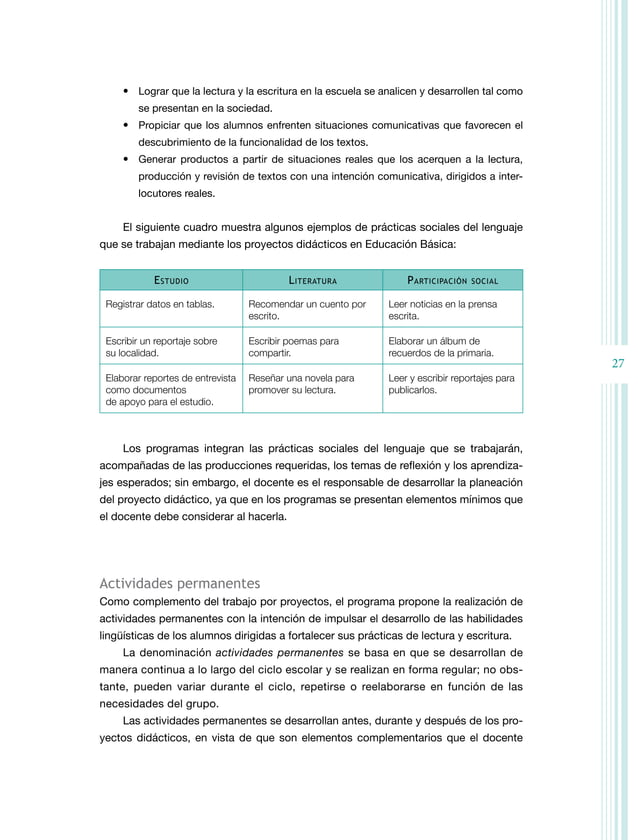 • Lograr que la lectura y la escritura en la escuela se analicen y desarrollen tal como
se presentan en la sociedad.
• Propiciar que los alumnos enfrenten situaciones comunicativas que favorecen el
descubrimiento de la funcionalidad de los textos.
• Generar productos a partir de situaciones reales que los acerquen a la lectura,
producción y revisión de textos con una intención comunicativa, dirigidos a inter-
locutores reales.
El siguiente cuadro muestra algunos ejemplos de prácticas sociales del lenguaje
que se trabajan mediante los proyectos didácticos en Educación Básica:
Estudio Literatura Participación social
Registrar datos en tablas. Recomendar un cuento por Leer noticias en la prensa
escrito. escrita.
Escribir un reportaje sobre Escribir poemas para Elaborar un álbum de
su localidad. compartir. recuerdos de la primaria.
27
Elaborar reportes de entrevista Reseñar una novela para Leer y escribir reportajes para
como documentos promover su lectura. publicarlos.
de apoyo para el estudio.
Los programas integran las prácticas sociales del lenguaje que se trabajarán,
acompañadas de las producciones requeridas, los temas de reflexión y los aprendiza-
jes esperados; sin embargo, el docente es el responsable de desarrollar la planeación
del proyecto didáctico, ya que en los programas se presentan elementos mínimos que
el docente debe considerar al hacerla.
Actividades permanentes
Como complemento del trabajo por proyectos, el programa propone la realización de
actividades permanentes con la intención de impulsar el desarrollo de las habilidades
lingüísticas de los alumnos dirigidas a fortalecer sus prácticas de lectura y escritura.
La denominación actividades permanentes se basa en que se desarrollan de
manera continua a lo largo del ciclo escolar y se realizan en forma regular; no obs-
tante, pueden variar durante el ciclo, repetirse o reelaborarse en función de las
necesidades del grupo.
Las actividades permanentes se desarrollan antes, durante y después de los pro-
yectos didácticos, en vista de que son elementos complementarios que el docente